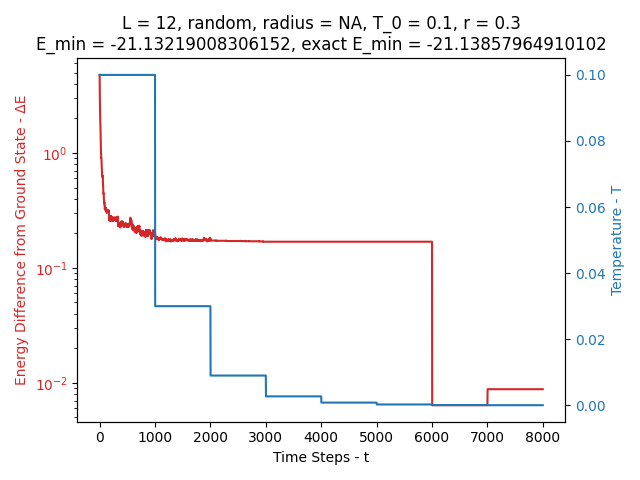 L = 12, random, radius = NA, T_0 = 0.1, r = 0.3
E_min = -21.13219008306152, exact E_min = -21.13857964910102
Energy Difference from Ground State - ΔE
10⁰
10⁻¹
10⁻²
0.10
0.08
0.06
0.04
0.02
0.00
Temperature - T
0 1000 2000 3000 4000 5000 6000 7000 8000
Time Steps - t